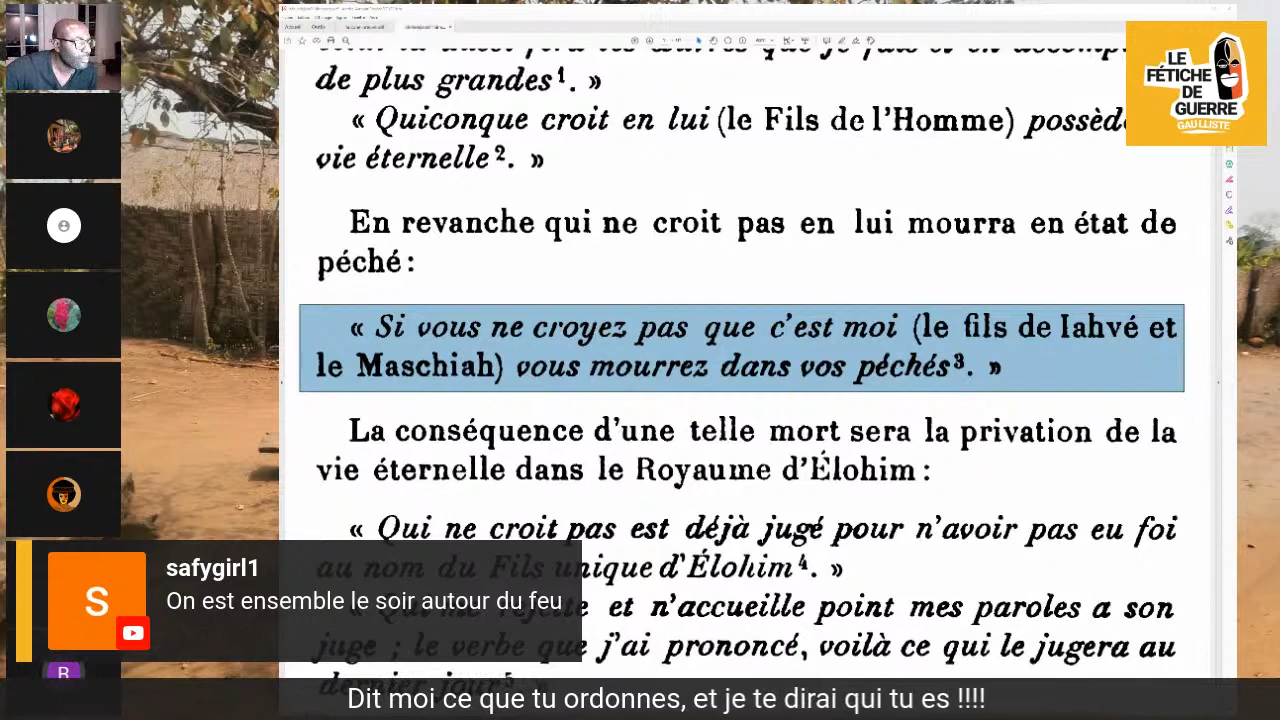 de plus grandes¹. »
« Quiconque croit en lui (le Fils de l'Homme)
vie éternelle². »
En revanche qui ne croit pas en lui mourra en état de
péché :
« Si vous ne croyez pas que c'est moi (le fils de Iahvé et
le Maschiah) vous mourrez dans vos péchés³. »
La conséquence d'une telle mort sera la privation de la
vie éternelle dans le Royaume d'Élohim :
« Qui ne croit pas est déjà jugé pour n'avoir pas eu foi
au nom du Fils unique d'Élohim⁴. »
et n'accueille point mes paroles a son
juge ; le verbe que j'ai prononcé, voilà ce qui le jugera au
dernier jour⁵
LE
FÉTICHE
DE
GUERRE
GAULLISTE
S
safygirl1
On est ensemble le soir autour du feu
R
Dit moi ce que tu ordonnes, et je te dirai qui tu es !!!!